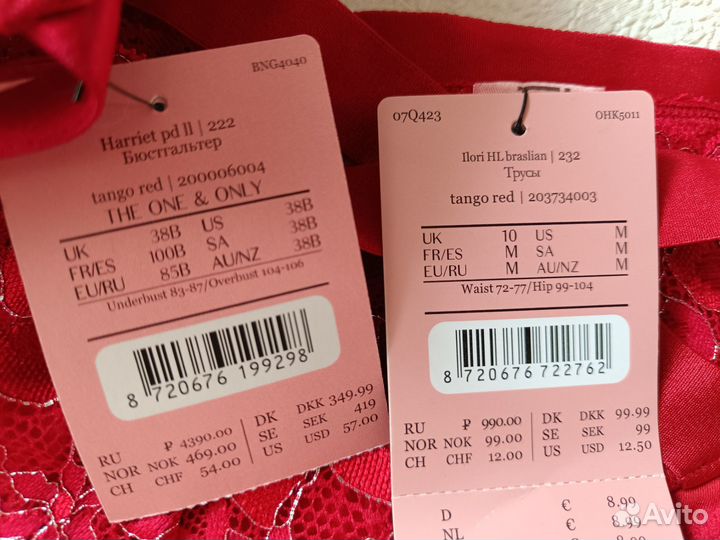 BNG4040
Harriet pd ll | 222
Бюстгальтер
tango red | 200006004
THE ONE & ONLY
UK 38B US 38B
FR/ES 100B SA 38B
EU/RU 85B AU/NZ 38B
Underbust 83-87/Overbust 104-106
8 720676 199298
RU ₽ 4390.00 DK DKK 349.99
NOR NOK 469.00 SE SEK 419
CH CHF 54.00 US USD 57.00
07Q423 OHK5011
Ilori HL braslian | 232
Трусы
tango red | 203734003
UK 10 US M
FR/ES M SA M
EU/RU M AU/NZ M
Waist 72-77/Hip 99-104
8 720676 722762
RU ₽ 990.00 DK DKK 99.99
NOR NOK 99.00 SE SEK 99
CH CHF 12.00 US USD 12.50
D € 8.99
NL € 8.99
Avito